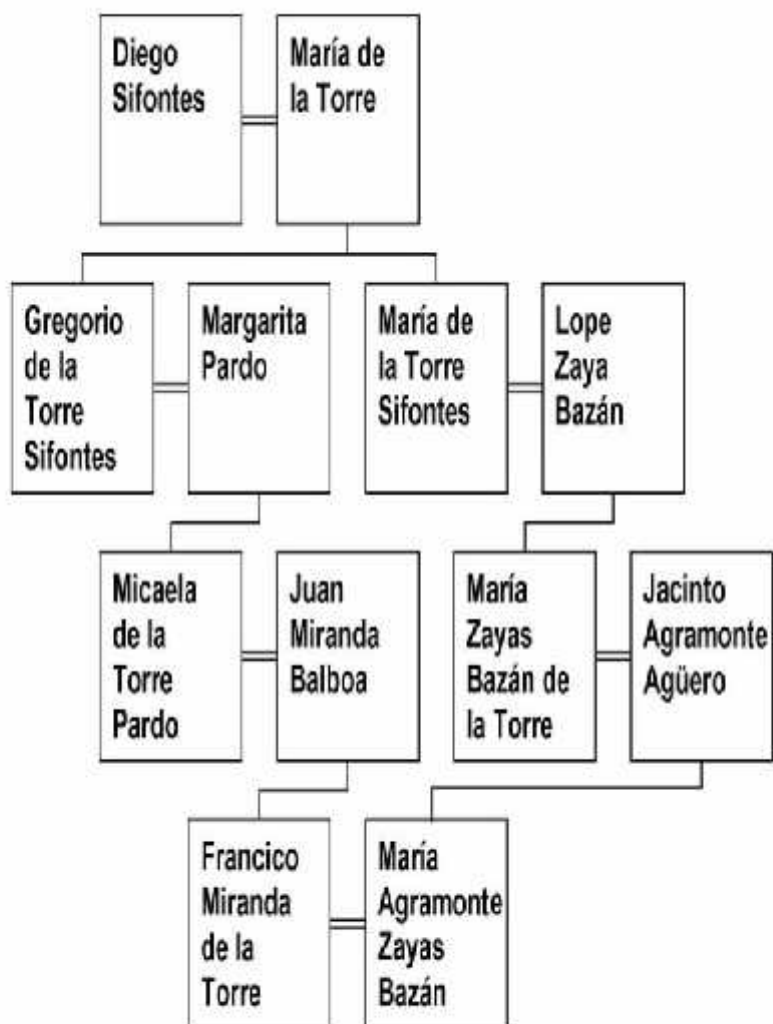 Diego
Sifontes
María de
la Torre
Gregorio
de la
Torre
Sifontes
Margarita
Pardo
María de
la Torre
Sifontes
Lope
Zaya
Bazán
Micaela
de la
Torre
Pardo
Juan
Miranda
Balboa
María
Zayas
Bazán de
la Torre
Jacinto
Agramonte
Agüero
Francico
Miranda
de la
Torre
María
Agramonte
Zayas
Bazán